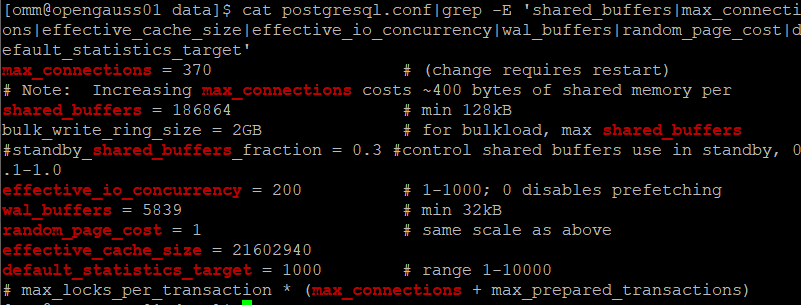 [omm@opengauss01 data]$ cat postgresql.conf|grep -E 'shared_buffers|max_connecti
ons|effective_cache_size|effective_io_concurrency|wal_buffers|random_page_cost|d
efault_statistics_target'
max_connections = 370 # (change requires restart)
# Note: Increasing max_connections costs ~400 bytes of shared memory per
shared_buffers = 186864 # min 128kB
bulk_write_ring_size = 2GB # for bulkload, max shared_buffers
#standby_shared_buffers_fraction = 0.3 #control shared buffers use in standby, 0
.1-1.0
effective_io_concurrency = 200 # 1-1000; 0 disables prefetching
wal_buffers = 5839 # min 32kB
random_page_cost = 1 # same scale as above
effective_cache_size = 21602940
default_statistics_target = 1000 # range 1-10000
# max_locks_per_transaction * (max_connections + max_prepared_transactions)